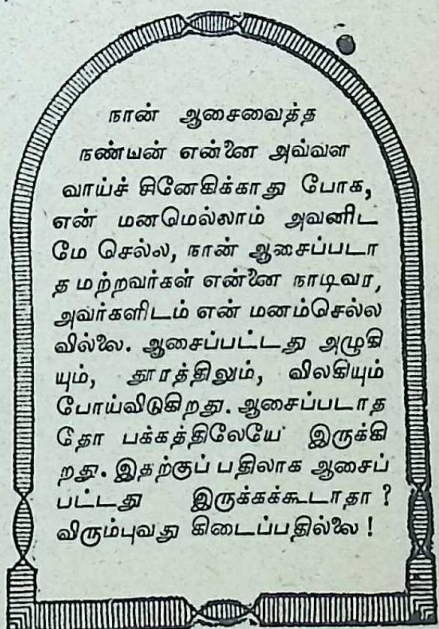 நான் ஆசைவைத்த
நண்பன் என்னை அவ்வள
வாய்ச் சினேகிக்காது போக,
என் மனமெல்லாம் அவனிட
மே செல்ல, நான் ஆசைப்படா
த மற்றவர்கள் என்னை நாடிவர,
அவர்களிடம் என் மனம்செல்ல
வில்லை. ஆசைப்பட்டது அழுகி
யும், தூரத்திலும், விலகியும்
போய்விடுகிறது. ஆசைப்படாத
தோ பக்கத்திலேயே இருக்கி
றது. இதற்குப் பதிலாக ஆசைப்
பட்டது இருக்கக்கூடாதா ?
விரும்புவது கிடைப்பதில்லை !